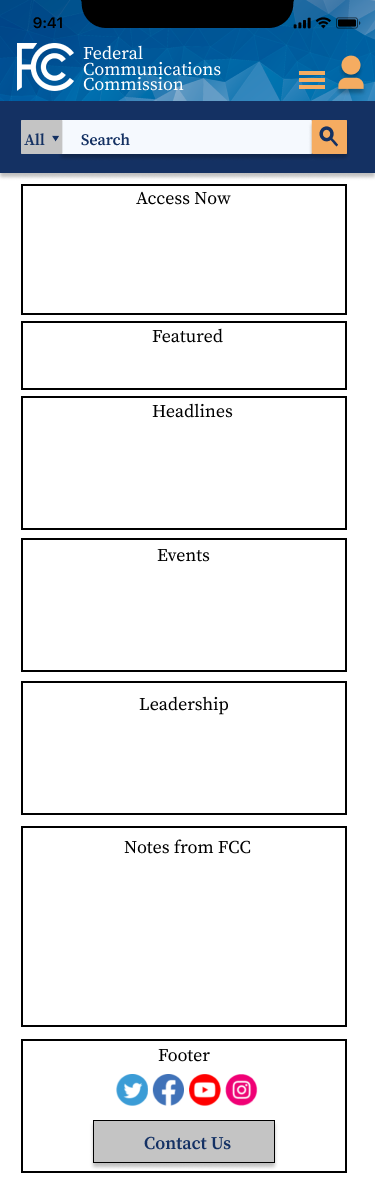 9:41
FCC
Federal
Communications
Commission
All
Search
Access Now
Featured
Headlines
Events
Leadership
Notes from FCC
Footer
Contact Us